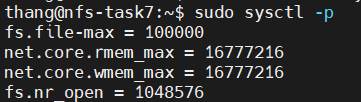 thang@nfs-task7:~$ sudo sysctl -p
fs.file-max = 100000
net.core.rmem_max = 16777216
net.core.wmem_max = 16777216
fs.nr_open = 1048576